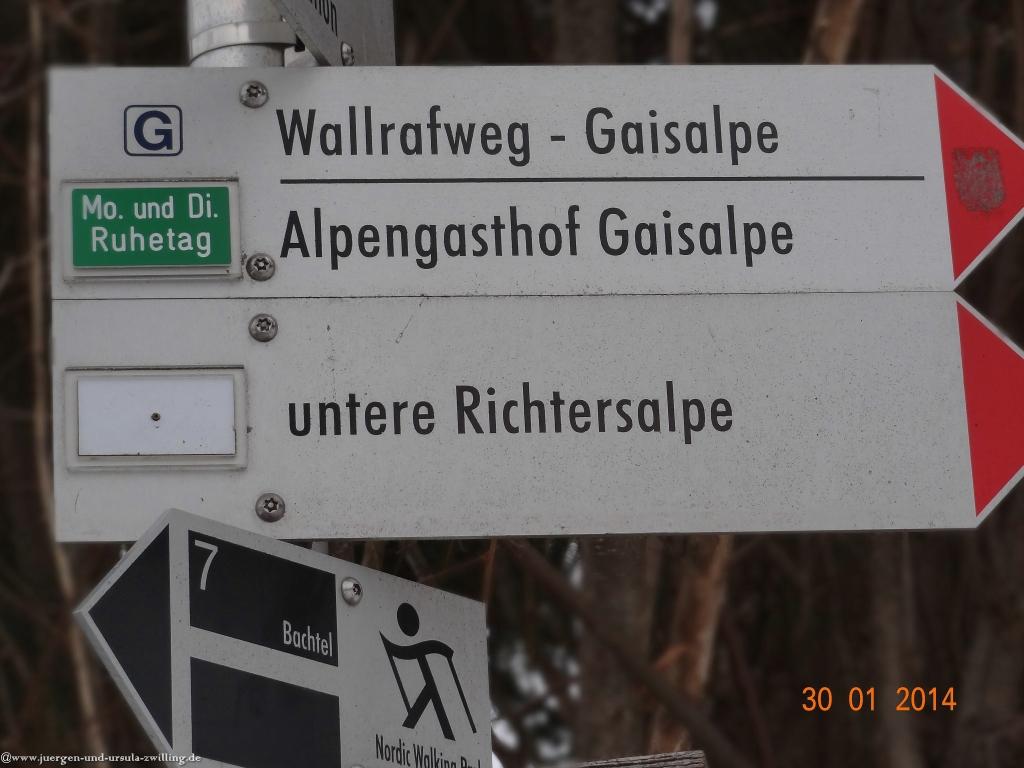 G
Wallrafweg - Gaisalpe
Mo. und Di.
Ruhetag
Alpengasthof Gaisalpe
untere Richtersalpe
7
Bachtel
Nordic Walking
30 01 2014
@www.juergen-und-ursula-zwilling.de